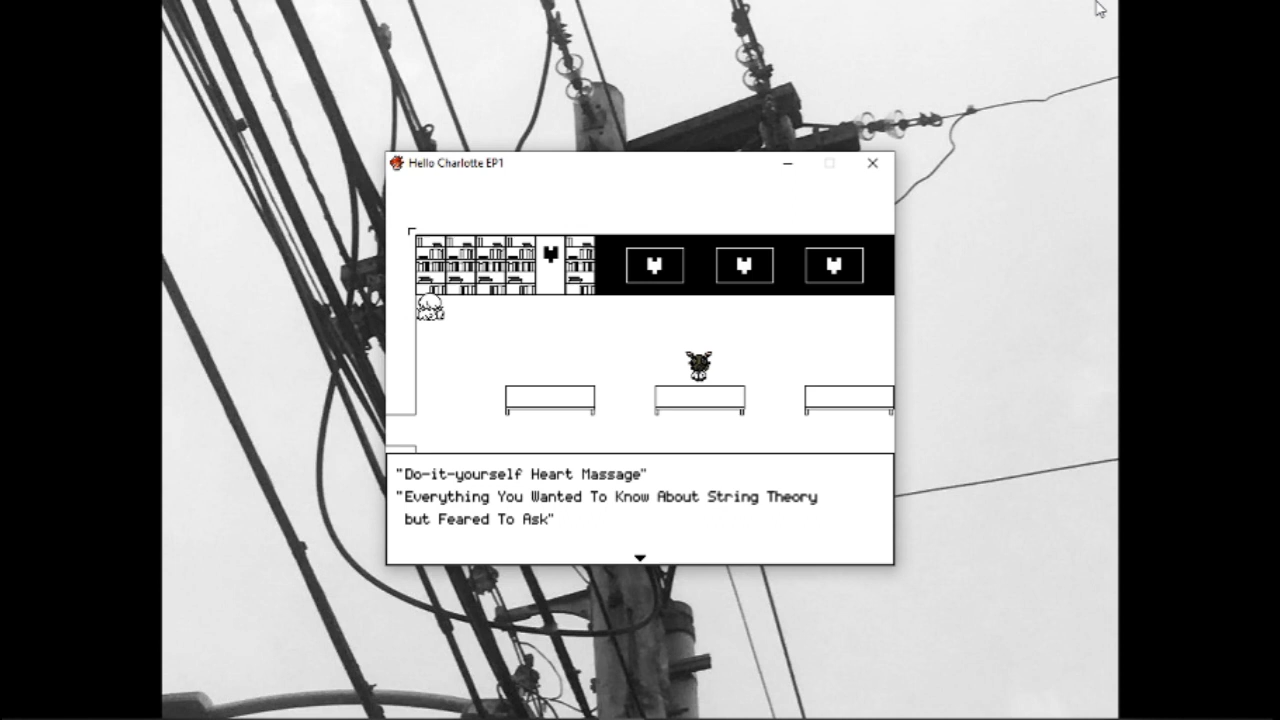 Hello Charlotte EP1
"Do-it-yourself Heart Massage"
"Everything You Wanted To Know About String Theory
but Feared To Ask"